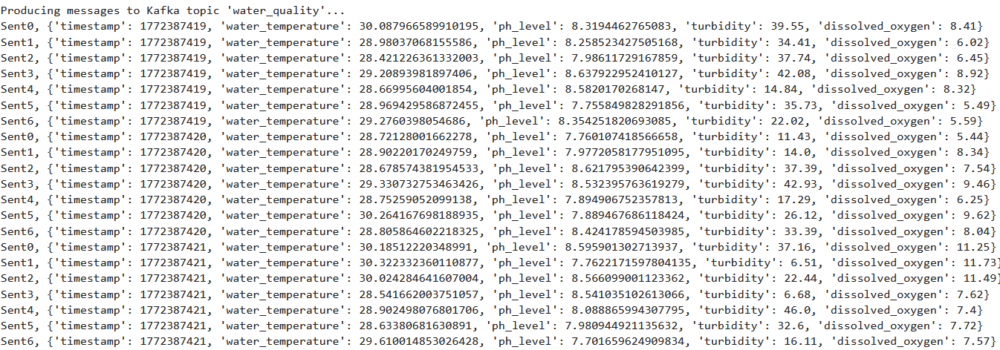 Producing messages to Kafka topic 'water_quality'...
Sent0, {'timestamp': 1772387419, 'water_temperature': 30.087966589910195, 'ph_level': 8.3194462765083, 'turbidity': 39.55, 'dissolved_oxygen': 8.41}
Sent1, {'timestamp': 1772387419, 'water_temperature': 28.98037068155586, 'ph_level': 8.258523427505168, 'turbidity': 34.41, 'dissolved_oxygen': 6.02}
Sent2, {'timestamp': 1772387419, 'water_temperature': 28.421226361332003, 'ph_level': 7.98611729167859, 'turbidity': 37.74, 'dissolved_oxygen': 6.45}
Sent3, {'timestamp': 1772387419, 'water_temperature': 29.20893981897406, 'ph_level': 8.637922952410127, 'turbidity': 42.08, 'dissolved_oxygen': 8.92}
Sent4, {'timestamp': 1772387419, 'water_temperature': 28.66995604001854, 'ph_level': 8.5820170268147, 'turbidity': 14.84, 'dissolved_oxygen': 8.32}
Sent5, {'timestamp': 1772387419, 'water_temperature': 28.969429586872455, 'ph_level': 7.755849828291856, 'turbidity': 35.73, 'dissolved_oxygen': 5.49}
Sent6, {'timestamp': 1772387419, 'water_temperature': 29.2760398054686, 'ph_level': 8.354251820693085, 'turbidity': 22.02, 'dissolved_oxygen': 5.59}
Sent0, {'timestamp': 1772387420, 'water_temperature': 28.72128001662278, 'ph_level': 7.760107418566658, 'turbidity': 11.43, 'dissolved_oxygen': 5.44}
Sent1, {'timestamp': 1772387420, 'water_temperature': 28.90220170249759, 'ph_level': 7.9772058177951095, 'turbidity': 14.0, 'dissolved_oxygen': 8.34}
Sent2, {'timestamp': 1772387420, 'water_temperature': 28.678574381954533, 'ph_level': 8.621795390642399, 'turbidity': 37.39, 'dissolved_oxygen': 7.54}
Sent3, {'timestamp': 1772387420, 'water_temperature': 29.330732753463426, 'ph_level': 8.532395763619279, 'turbidity': 42.93, 'dissolved_oxygen': 9.46}
Sent4, {'timestamp': 1772387420, 'water_temperature': 28.75259052099138, 'ph_level': 7.894906752357813, 'turbidity': 17.29, 'dissolved_oxygen': 6.25}
Sent5, {'timestamp': 1772387420, 'water_temperature': 30.264167698188935, 'ph_level': 7.889467686118424, 'turbidity': 26.12, 'dissolved_oxygen': 9.62}
Sent6, {'timestamp': 1772387420, 'water_temperature': 28.805864602218325, 'ph_level': 8.424178594503985, 'turbidity': 33.39, 'dissolved_oxygen': 8.04}
Sent0, {'timestamp': 1772387421, 'water_temperature': 30.18512220348991, 'ph_level': 8.595901302713937, 'turbidity': 37.16, 'dissolved_oxygen': 11.25}
Sent1, {'timestamp': 1772387421, 'water_temperature': 30.322332360110877, 'ph_level': 7.7622171597804135, 'turbidity': 6.51, 'dissolved_oxygen': 11.73}
Sent2, {'timestamp': 1772387421, 'water_temperature': 30.024284641607004, 'ph_level': 8.566099001123362, 'turbidity': 22.44, 'dissolved_oxygen': 11.49}
Sent3, {'timestamp': 1772387421, 'water_temperature': 28.541662003751057, 'ph_level': 8.541035102613066, 'turbidity': 6.68, 'dissolved_oxygen': 7.62}
Sent4, {'timestamp': 1772387421, 'water_temperature': 28.902498076801706, 'ph_level': 8.088865994307795, 'turbidity': 46.0, 'dissolved_oxygen': 7.4}
Sent5, {'timestamp': 1772387421, 'water_temperature': 28.63380681630891, 'ph_level': 7.980944921135632, 'turbidity': 32.6, 'dissolved_oxygen': 7.72}
Sent6, {'timestamp': 1772387421, 'water_temperature': 29.610014853026428, 'ph_level': 7.701659624909834, 'turbidity': 16.11, 'dissolved_oxygen': 7.57}